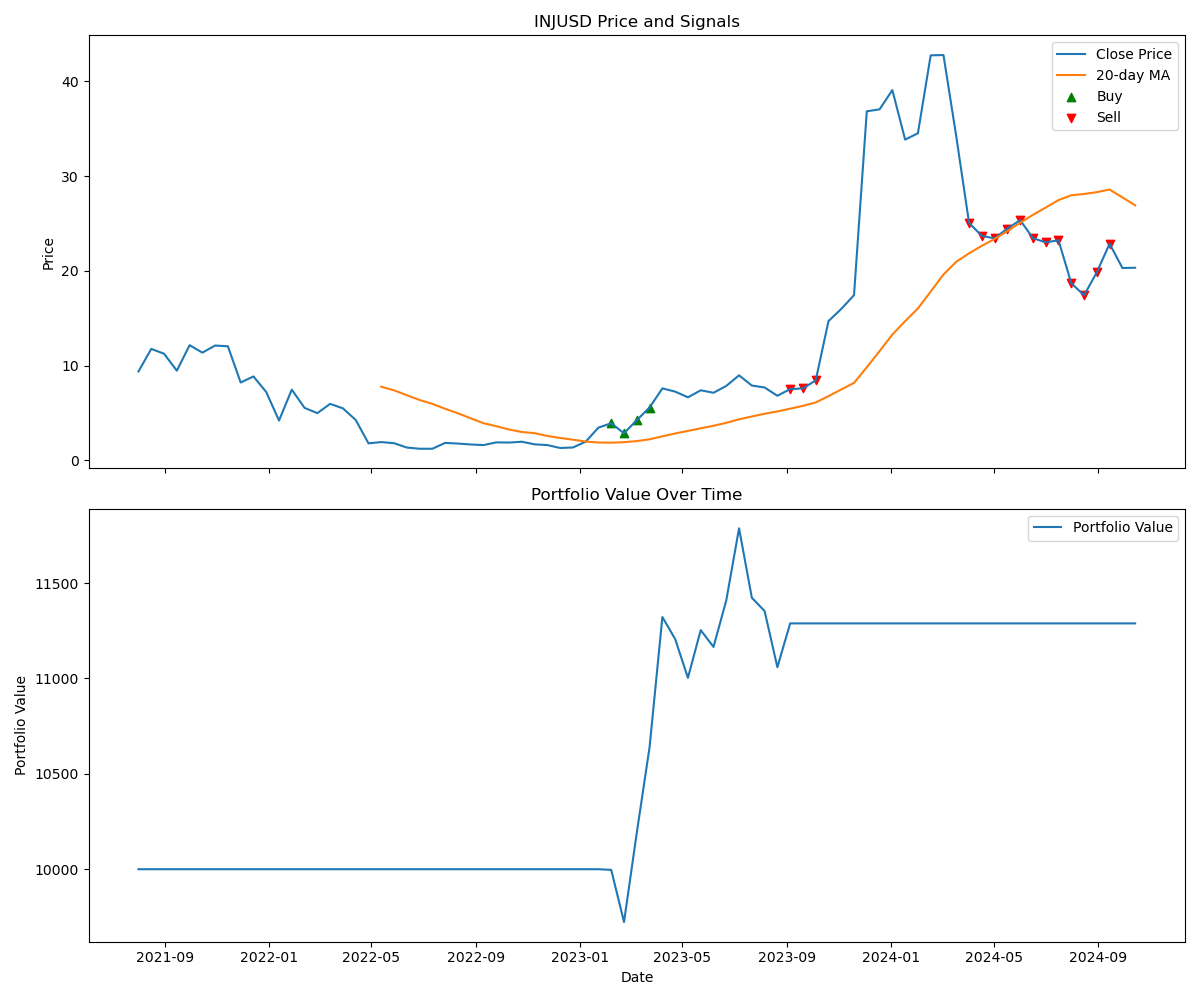 INJUSD Price and Signals
Close Price
20-day MA
Buy
Sell
Price
40
30
20
10
0
Portfolio Value Over Time
Portfolio Value
Portfolio Value
11500
11000
10500
10000
2021-09 2022-01 2022-05 2022-09 2023-01 2023-05 2023-09 2024-01 2024-05 2024-09
Date